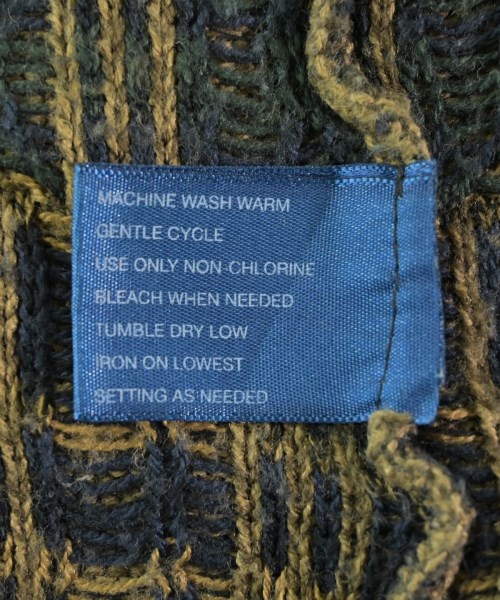 MACHINE WASH WARM
GENTLE CYCLE
USE ONLY NON-CHLORINE
BLEACH WHEN NEEDED
TUMBLE DRY LOW
IRON ON LOWEST
SETTING AS NEEDED